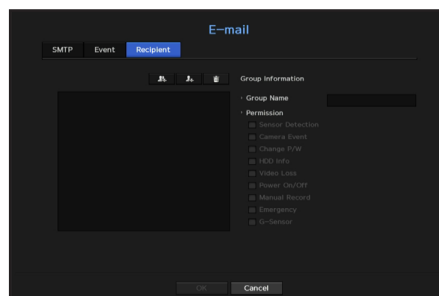 E-mail
SMTP Event Recipient
Group Information
· Group Name
· Permission
Sensor Detection
Camera Event
Change P/W
HDD Info
Video Loss
Power On/Off
Manual Record
Emergency
G-Sensor
OK Cancel